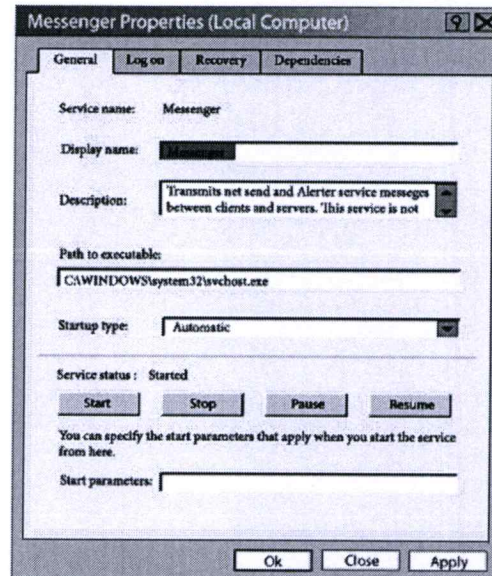 Messenger Properties (Local Computer)
General Log on Recovery Dependencies
Service name: Messenger
Display name: Messenger
Description: Transmits net send and Alerter service messeges
between clients and servers. This service is not
Path to executable:
C:\WINDOWS\system32\svchost.exe
Startup type: Automatic
Service status : Started
Start Stop Pause Resume
You can specify the start parameters that apply when you start the service
from here.
Start parameters:
Ok Close Apply